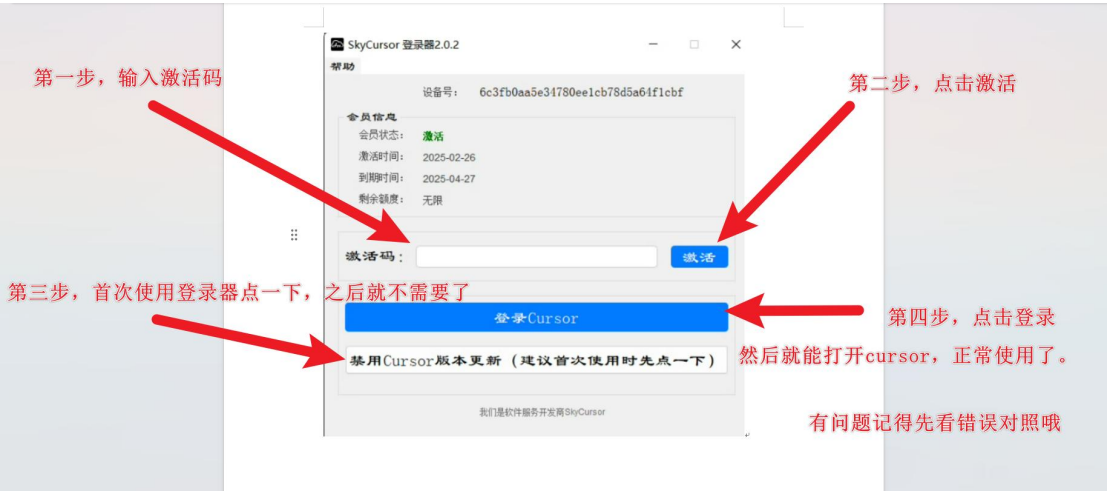 SkyCursor 登录器2.0.2
帮助
第一步，输入激活码
第二步，点击激活
设备号： 6c3fb0aa5e34780ee1cb78d5a64f1cbf
会员信息
会员状态： 激活
激活时间： 2025-02-26
到期时间： 2025-04-27
剩余额度： 无限
激活码：
激活
第三步，首次使用登录器点一下，之后就不需要了
登录Cursor
第四步，点击登录
禁用Cursor版本更新（建议首次使用时先点一下）
然后就能打开cursor，正常使用了。
我们是软件服务开发商SkyCursor
有问题记得先看错误对照哦